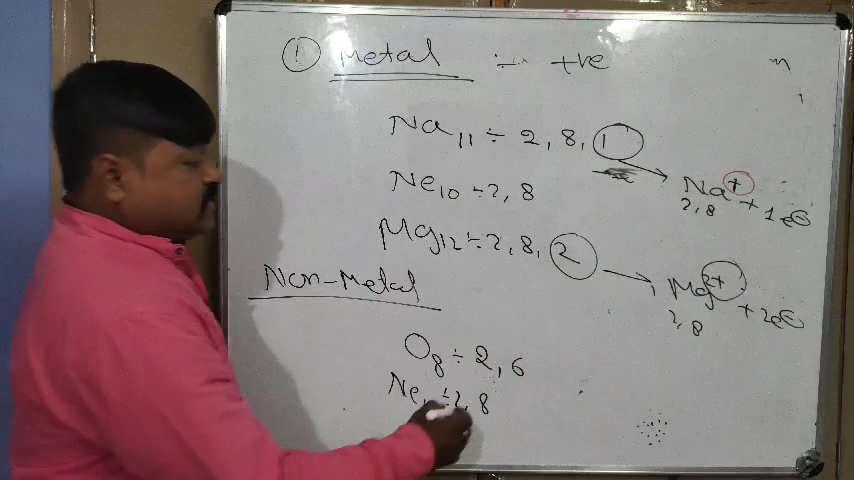 ① Metal :- +ve
Na₁₁ ÷ 2, 8, 1
Na⁺ + 1e⊖
2, 8
Ne₁₀ ÷ 2, 8
Mg₁₂ ÷ 2, 8, 2
Mg²⁺ + 2e⊖
2, 8
Non-Metal
O₈ ÷ 2, 6
Ne ÷ 2, 8